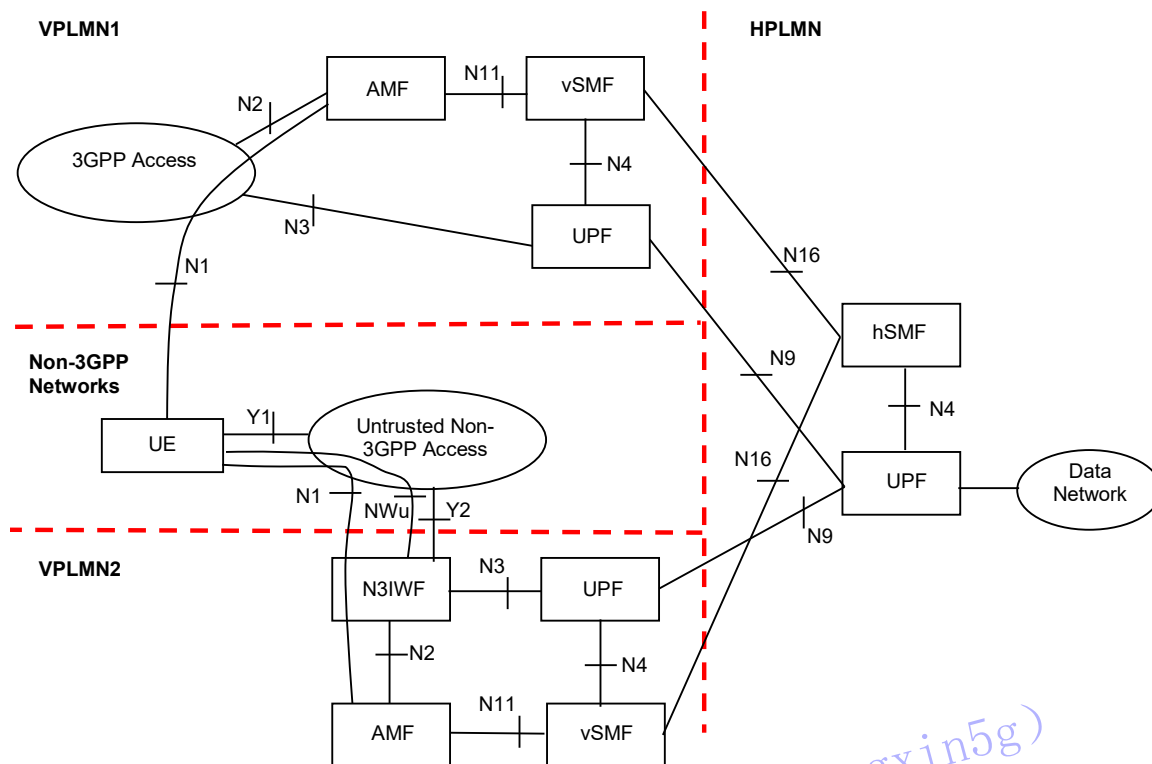 VPLMN1
HPLMN
N11
AMF
vSMF
N2
3GPP Access
N4
N3
UPF
N16
N1
hSMF
Non-3GPP
Networks
N9
N4
Y1
Untrusted Non-
3GPP Access
UE
N16
UPF
Data
Network
N1
NWu
Y2
N9
VPLMN2
N3
N3IWF
UPF
N2
N4
N11
AMF
vSMF
gxin5g)